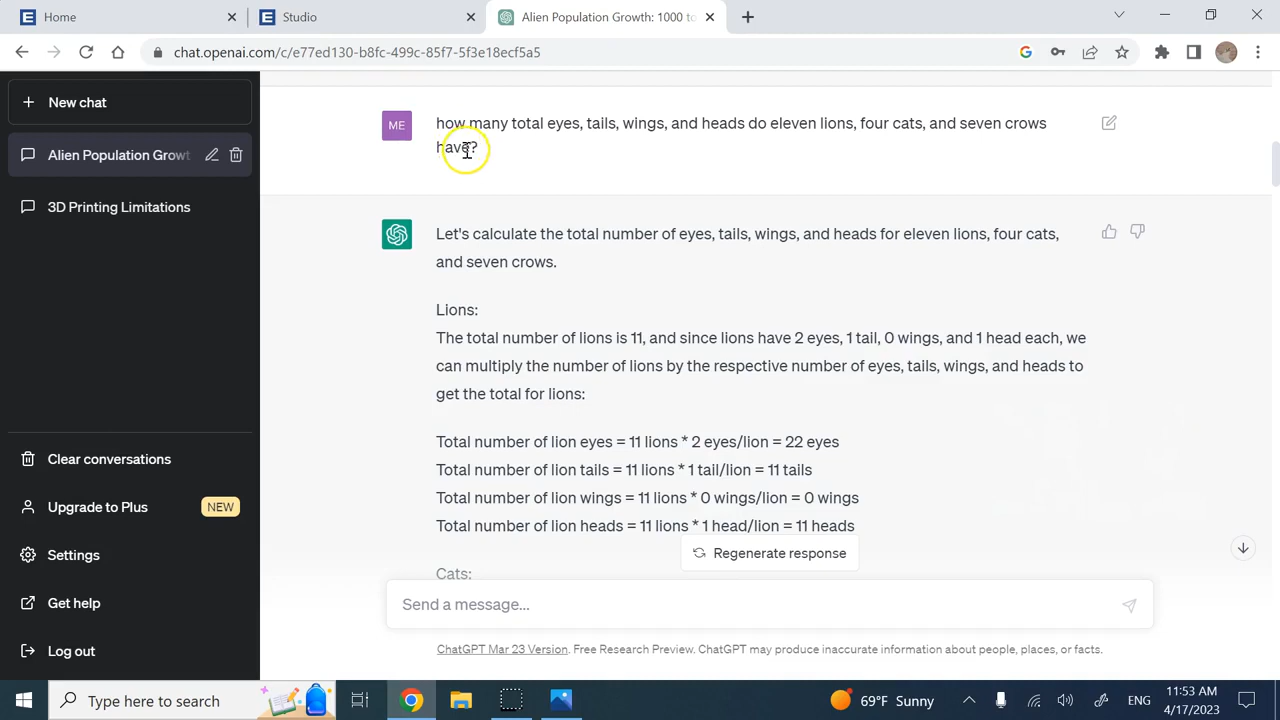 Home
Studio
Alien Population Growth: 1000 to
chat.openai.com/c/e77ed130-b8fc-499c-85f7-5f3e18ecf5a5
New chat
Alien Population Growt
3D Printing Limitations
Clear conversations
Upgrade to Plus NEW
Settings
Get help
Log out
ME
how many total eyes, tails, wings, and heads do eleven lions, four cats, and seven crows
have?
Let's calculate the total number of eyes, tails, wings, and heads for eleven lions, four cats,
and seven crows.
Lions:
The total number of lions is 11, and since lions have 2 eyes, 1 tail, 0 wings, and 1 head each, we
can multiply the number of lions by the respective number of eyes, tails, wings, and heads to
get the total for lions:
Total number of lion eyes = 11 lions * 2 eyes/lion = 22 eyes
Total number of lion tails = 11 lions * 1 tail/lion = 11 tails
Total number of lion wings = 11 lions * 0 wings/lion = 0 wings
Total number of lion heads = 11 lions * 1 head/lion = 11 heads
Regenerate response
Cats:
Send a message...
ChatGPT Mar 23 Version. Free Research Preview. ChatGPT may produce inaccurate information about people, places, or facts.
Type here to search
69°F Sunny
ENG
11:53 AM
4/17/2023